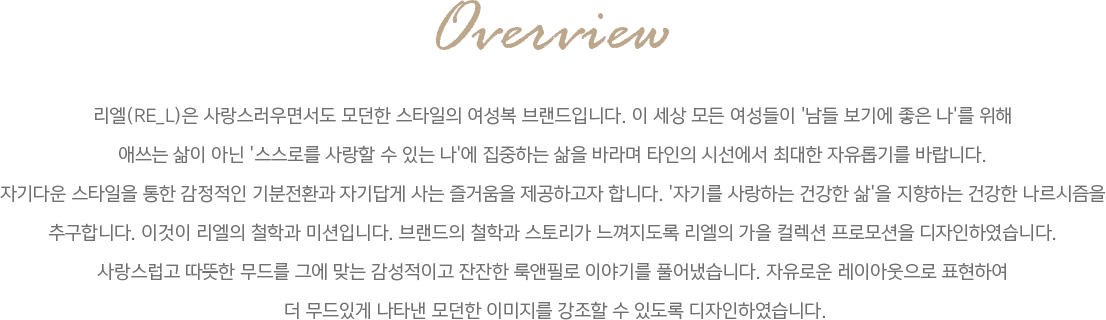 Overview
리엘(RE_L)은 사랑스러우면서도 모던한 스타일의 여성복 브랜드입니다. 이 세상 모든 여성들이 '남들 보기에 좋은 나'를 위해
애쓰는 삶이 아닌 '스스로를 사랑할 수 있는 나'에 집중하는 삶을 바라며 타인의 시선에서 최대한 자유롭기를 바랍니다.
자기다운 스타일을 통한 감정적인 기분전환과 자기답게 사는 즐거움을 제공하고자 합니다. '자기를 사랑하는 건강한 삶'을 지향하는 건강한 나르시즘을
추구합니다. 이것이 리엘의 철학과 미션입니다. 브랜드의 철학과 스토리가 느껴지도록 리엘의 가을 컬렉션 프로모션을 디자인하였습니다.
사랑스럽고 따뜻한 무드를 그에 맞는 감성적이고 잔잔한 룩앤필로 이야기를 풀어냈습니다. 자유로운 레이아웃으로 표현하여
더 무드있게 나타낸 모던한 이미지를 강조할 수 있도록 디자인하였습니다.